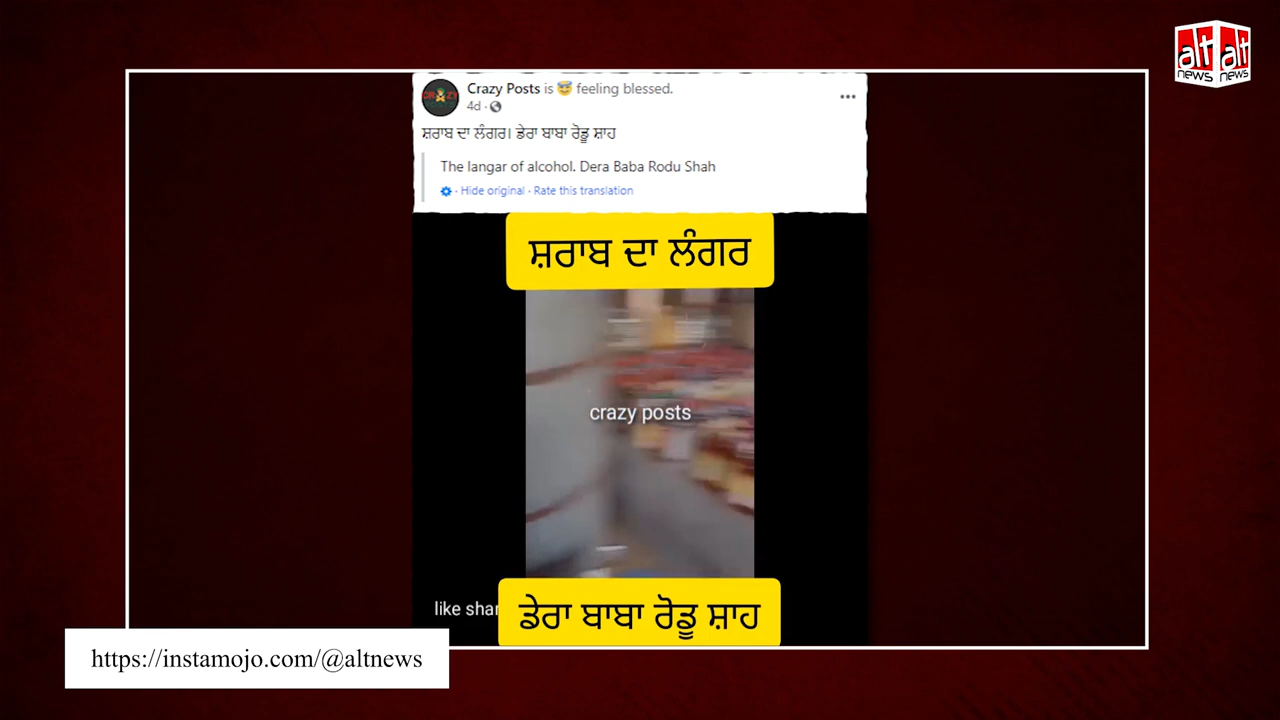 alt alt
news news
Crazy Posts is feeling blessed.
4d
ਸ਼ਰਾਬ ਦਾ ਲੰਗਰ। ਡੇਰਾ ਬਾਬਾ ਰੋਡੂ ਸ਼ਾਹ
The langar of alcohol. Dera Baba Rodu Shah
· Hide original · Rate this translation
ਸ਼ਰਾਬ ਦਾ ਲੰਗਰ
crazy posts
like shar
ਡੇਰਾ ਬਾਬਾ ਰੋਡੂ ਸ਼ਾਹ
https://instamojo.com/@altnews